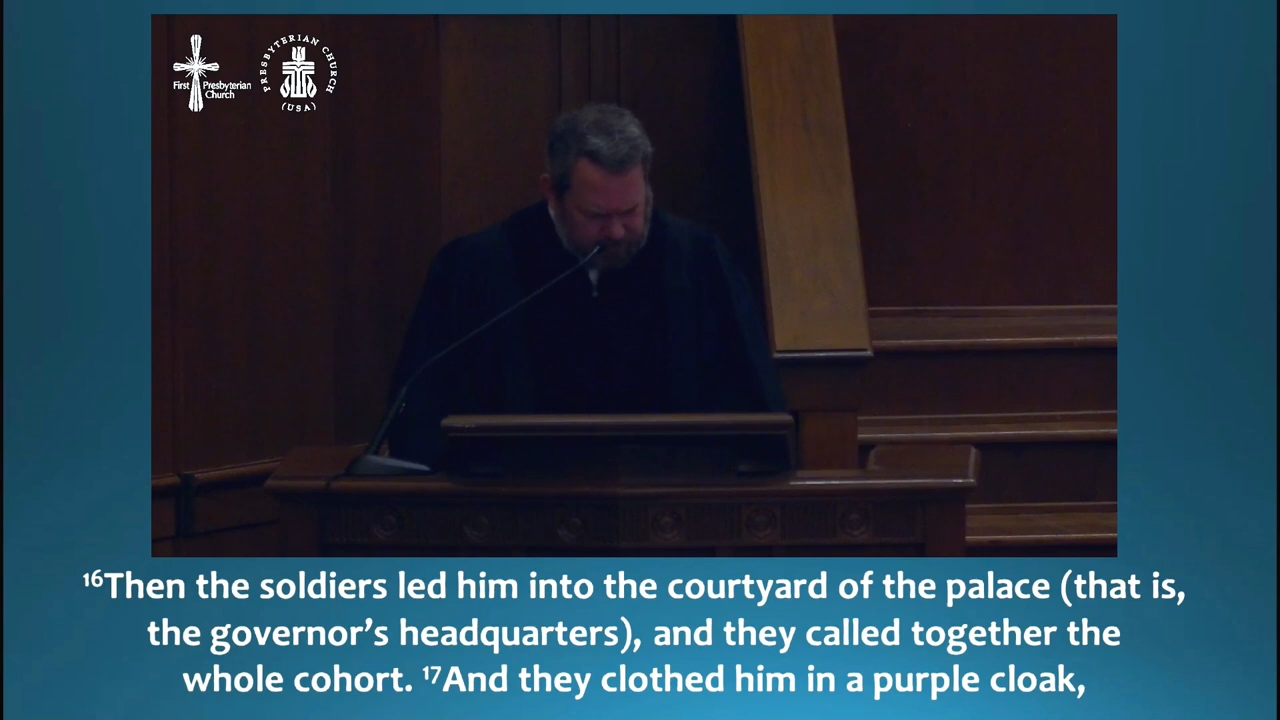 First Presbyterian
Church
PRESBYTERIAN CHURCH
(USA)
¹⁶Then the soldiers led him into the courtyard of the palace (that is,
the governor’s headquarters), and they called together the
whole cohort. ¹⁷And they clothed him in a purple cloak,